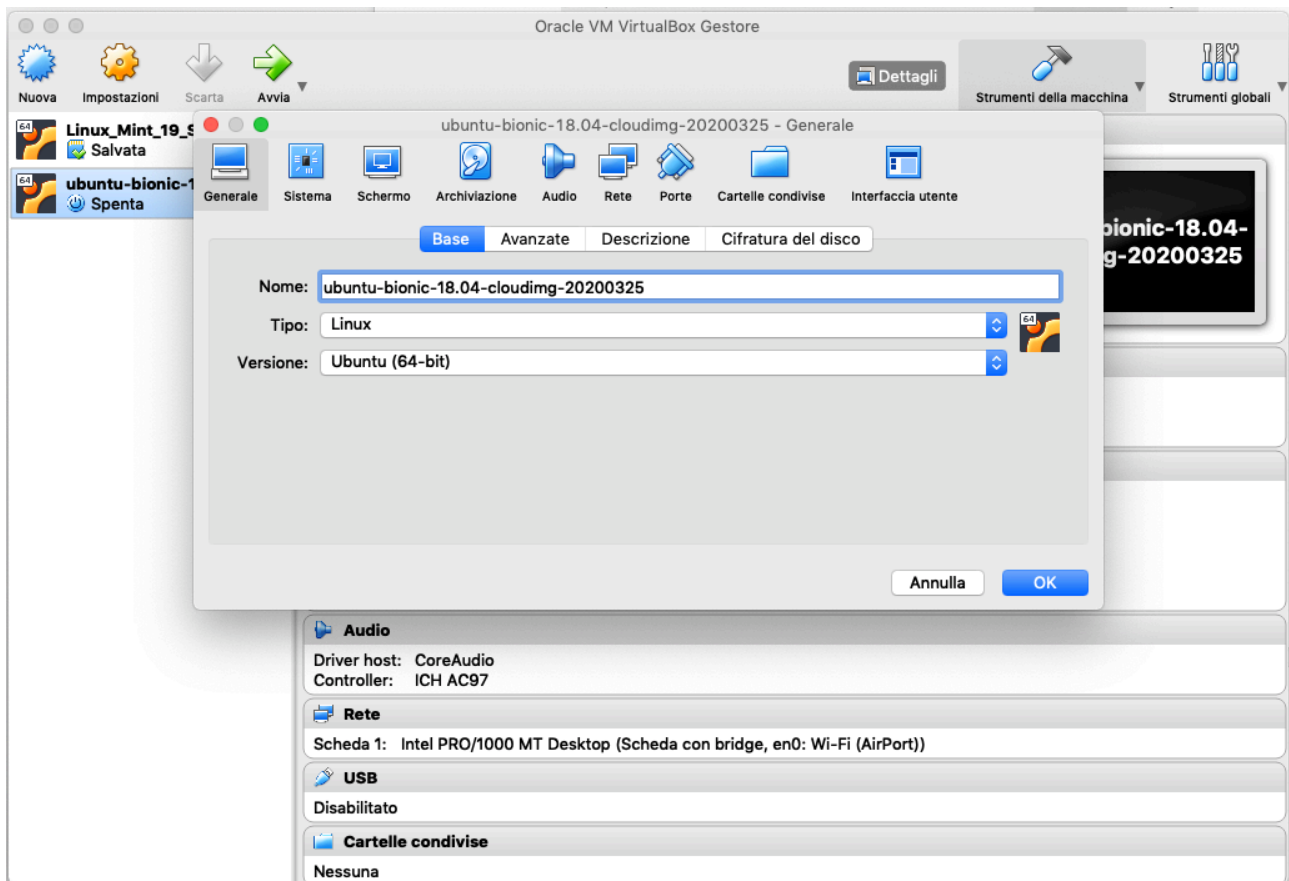 Oracle VM VirtualBox Gestore
Nuova
Impostazioni
Scarta
Avvia
Dettagli
Strumenti della macchina
Strumenti globali
64
Linux_Mint_19_S
Salvata
64
ubuntu-bionic-1
Spenta
ubuntu-bionic-18.04-cloudimg-20200325 - Generale
Generale
Sistema
Schermo
Archiviazione
Audio
Rete
Porte
Cartelle condivise
Interfaccia utente
Base
Avanzate
Descrizione
Cifratura del disco
Nome: ubuntu-bionic-18.04-cloudimg-20200325
Tipo: Linux
64
Versione: Ubuntu (64-bit)
Annulla
OK
bionic-18.04-
g-20200325
Audio
Driver host: CoreAudio
Controller: ICH AC97
Rete
Scheda 1: Intel PRO/1000 MT Desktop (Scheda con bridge, en0: Wi-Fi (AirPort))
USB
Disabilitato
Cartelle condivise
Nessuna